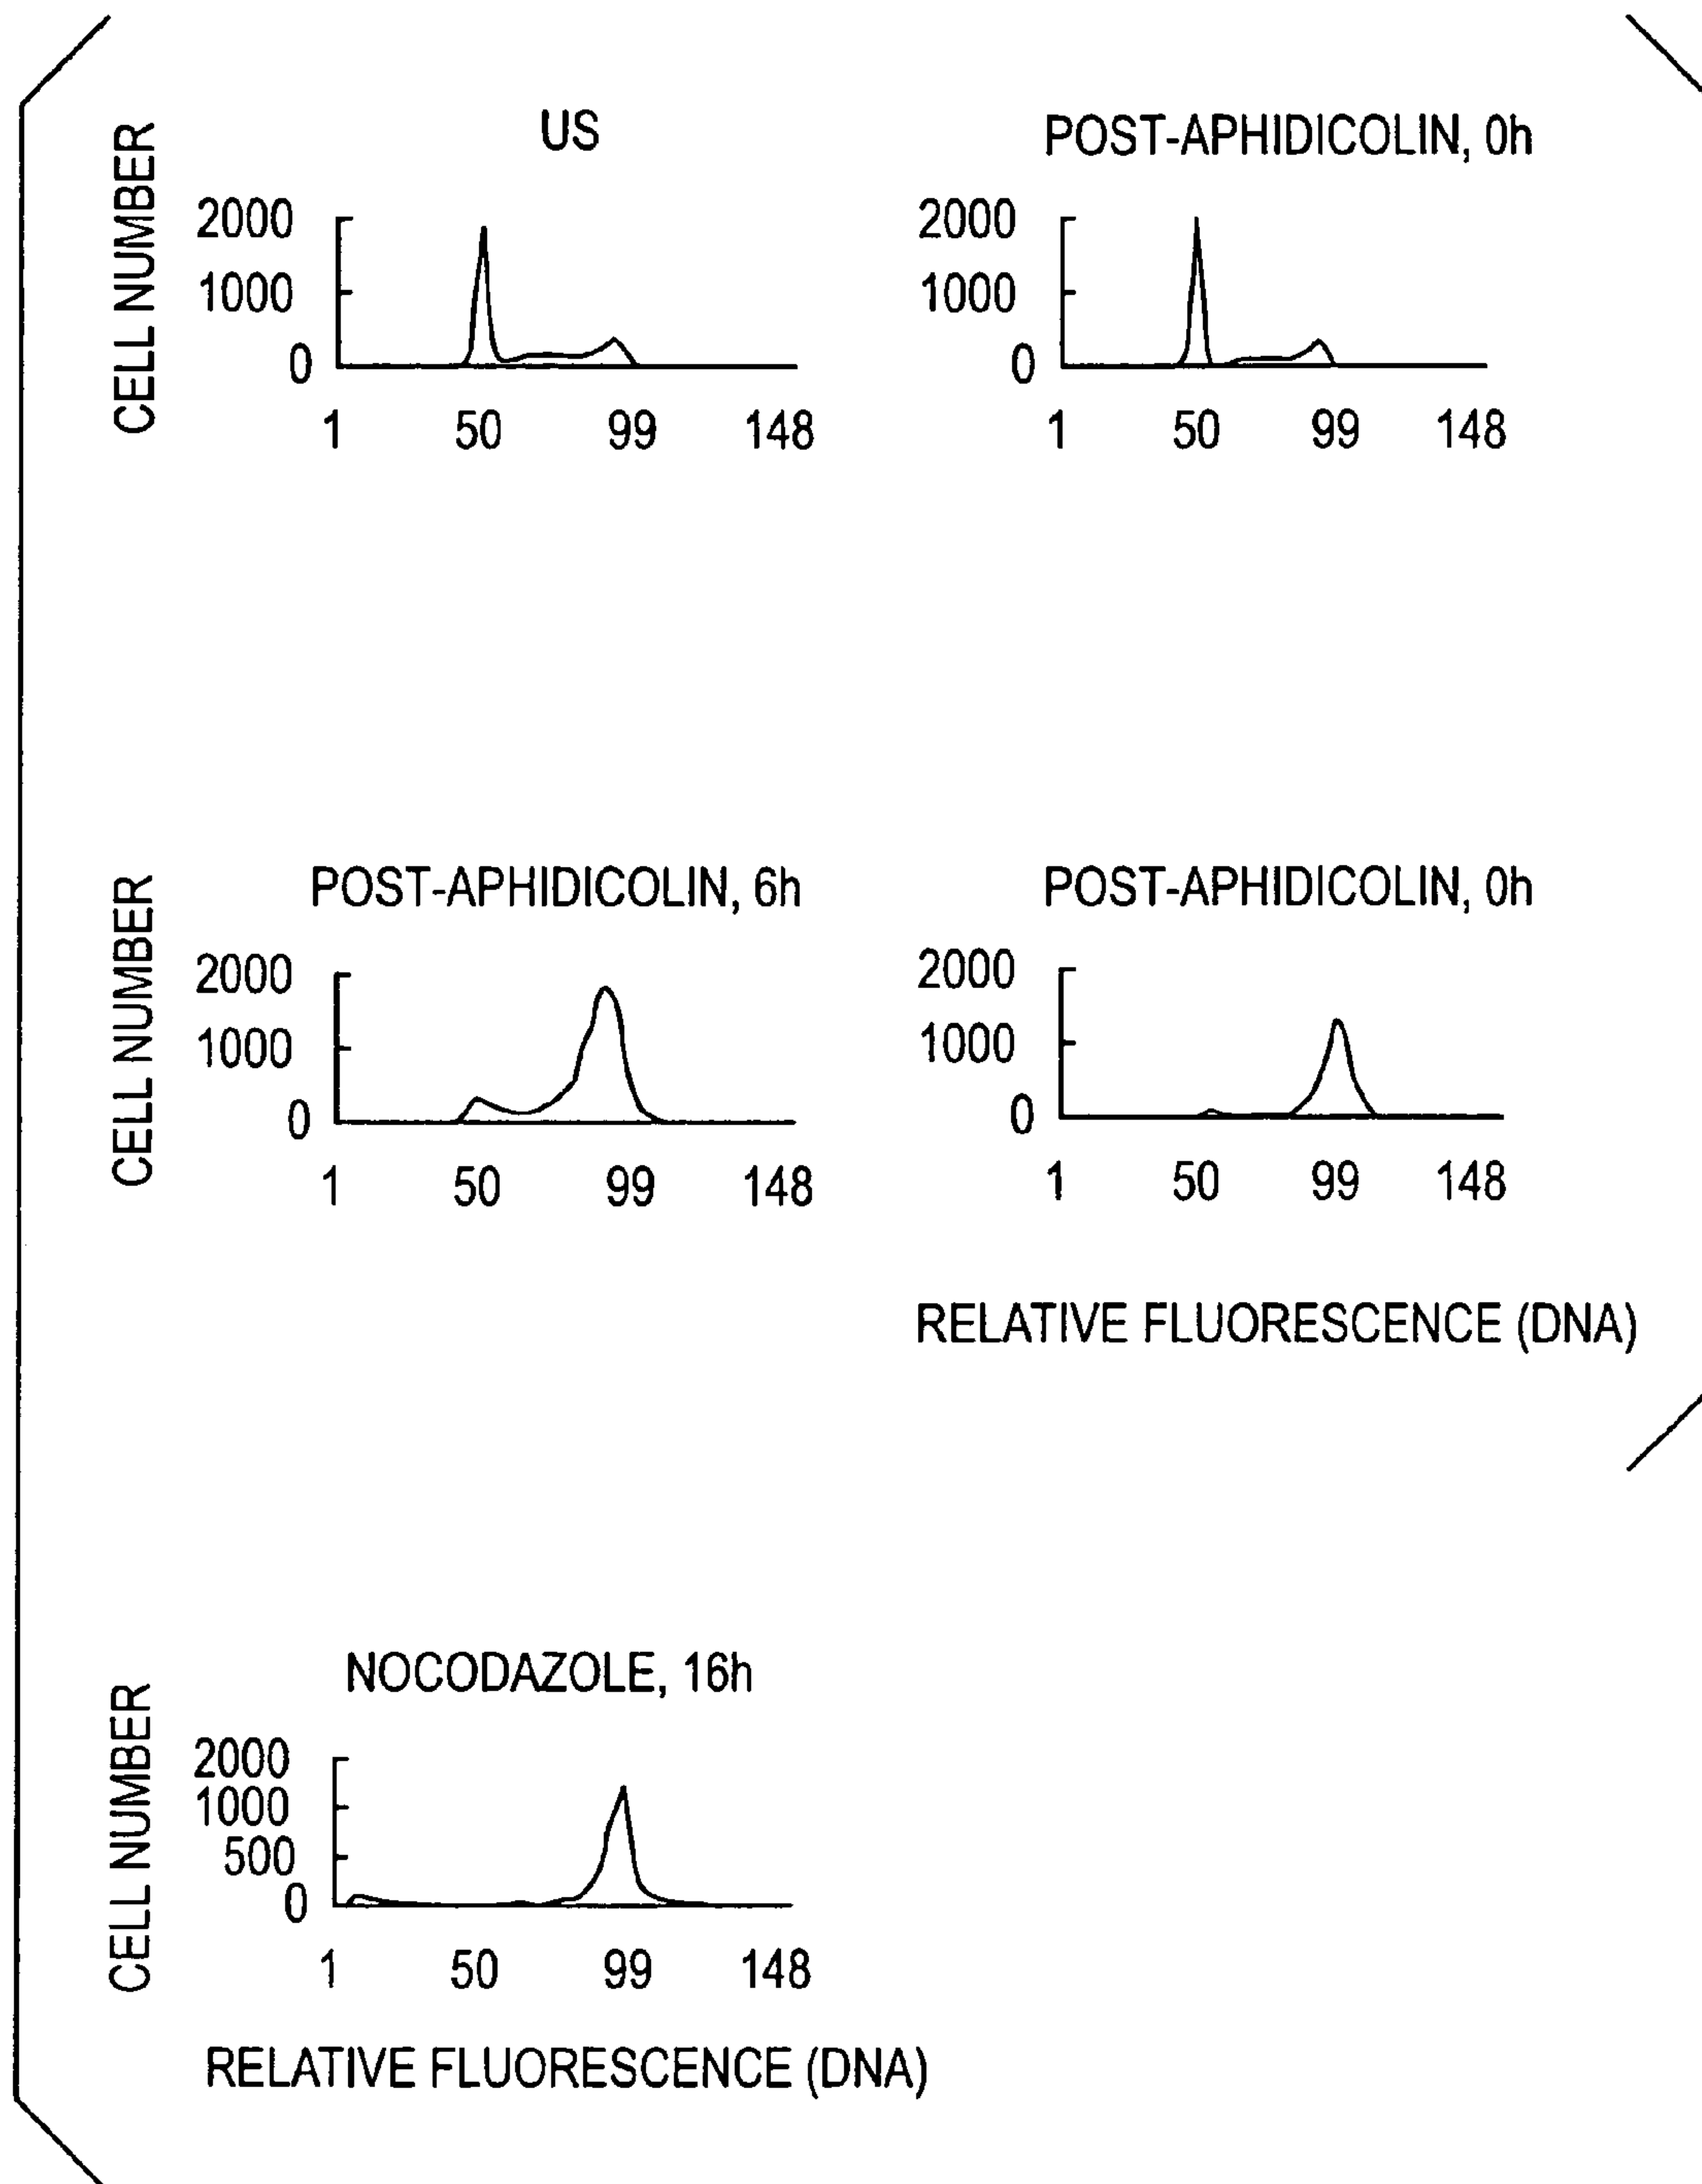 US
CELL NUMBER
2000
1000
0
1 50 99 148
POST-APHIDICOLIN, 0h
2000
1000
0
1 50 99 148
POST-APHIDICOLIN, 6h
CELL NUMBER
2000
1000
0
1 50 99 148
POST-APHIDICOLIN, 0h
2000
1000
0
1 50 99 148
RELATIVE FLUORESCENCE (DNA)
NOCODAZOLE, 16h
CELL NUMBER
2000
1000
500
0
1 50 99 148
RELATIVE FLUORESCENCE (DNA)